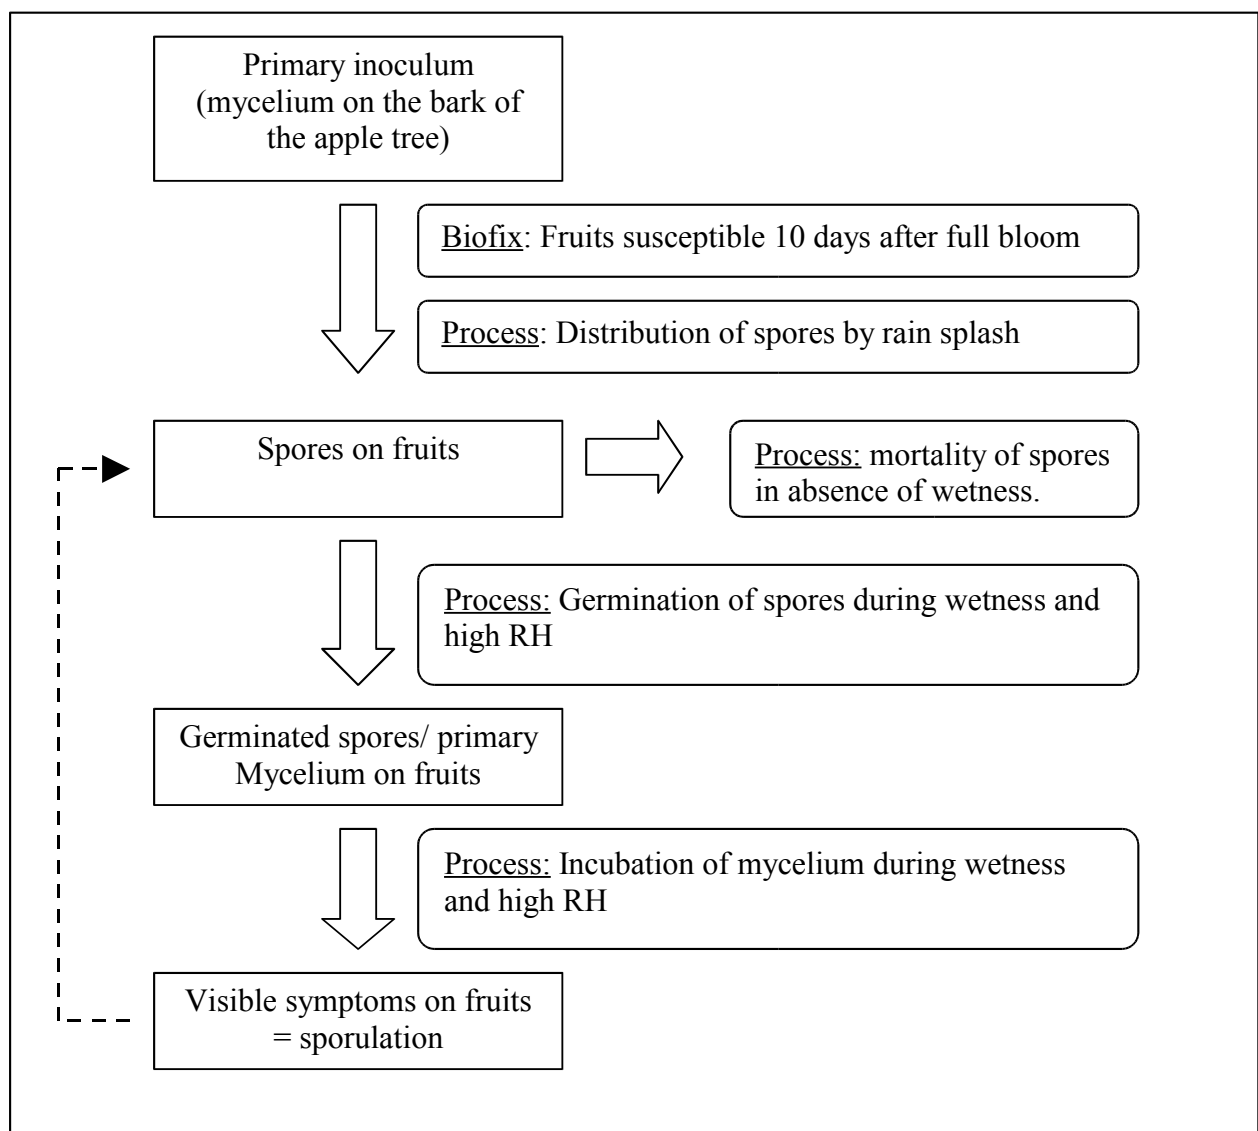 Primary inoculum
(mycelium on the bark of
the apple tree)
Biofix: Fruits susceptible 10 days after full bloom
Process: Distribution of spores by rain splash
Spores on fruits
Process: mortality of spores
in absence of wetness.
Process: Germination of spores during wetness and
high RH
Germinated spores/ primary
Mycelium on fruits
Process: Incubation of mycelium during wetness
and high RH
Visible symptoms on fruits
= sporulation